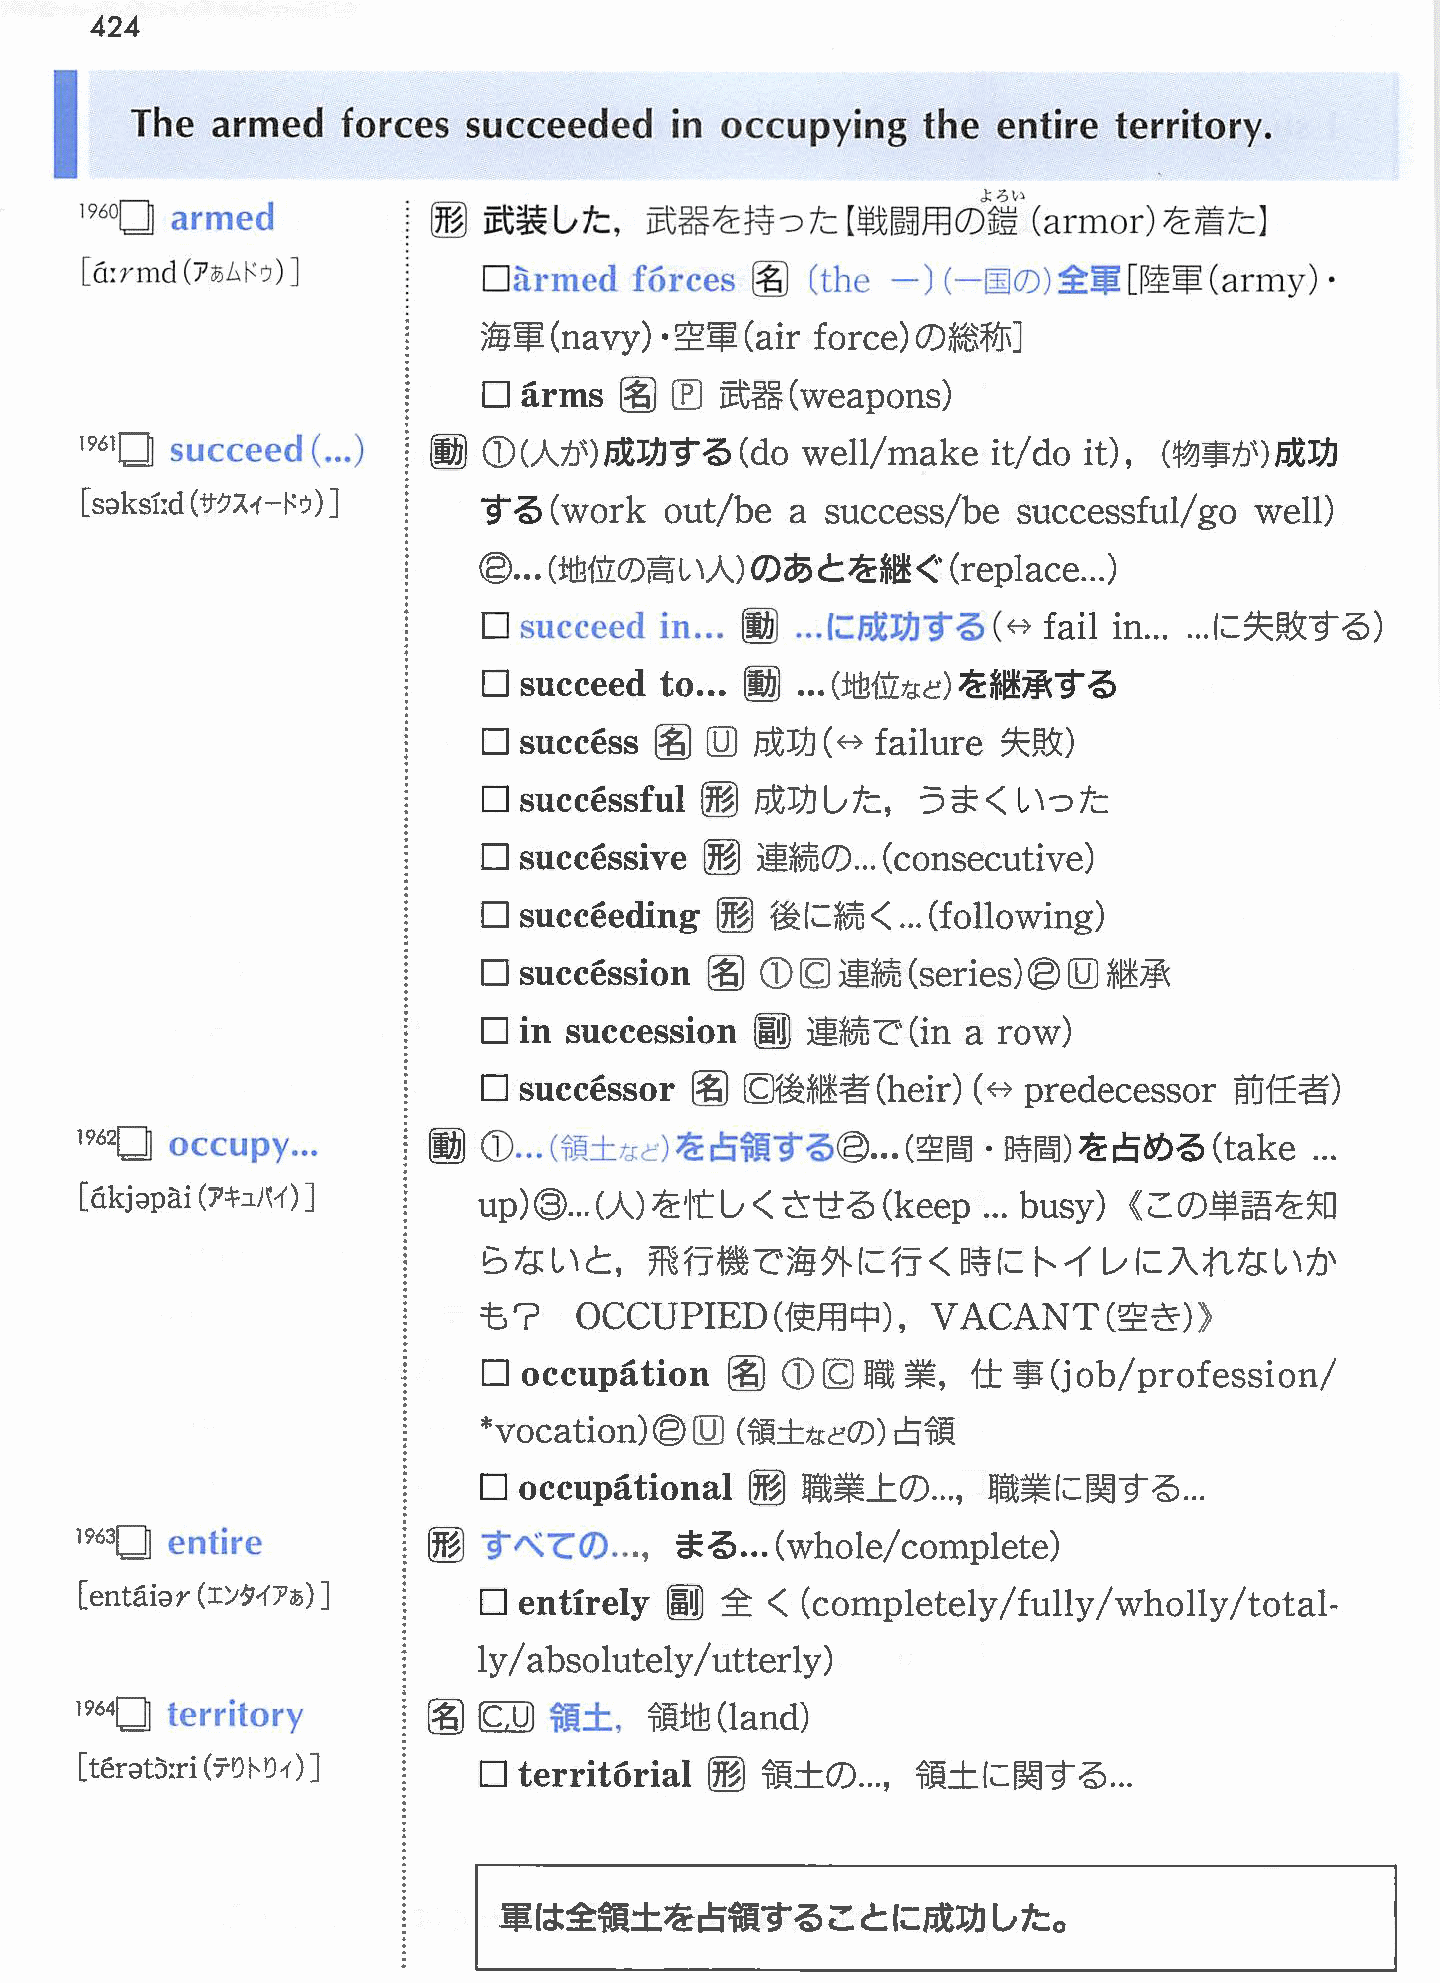 424
The armed forces succeeded in occupying the entire territory.
1960 armed 形 武装した, 武器を持った【戦闘用の鎧(よろい) (armor)を着た】
[ɑ́ːrmd(アぁムドゥ)] □àrmed fórces 名 (the —)(一国の)全軍[陸軍(army)・
海軍(navy)・空軍(air force)の総称]
□ árms 名 P 武器(weapons)
1961 succeed(...) 動 ①(人が)成功する(do well/make it/do it), (物事が)成功
[səksíːd(サクスィードゥ)] する(work out/be a success/be successful/go well)
②...(地位の高い人)のあとを継ぐ(replace...)
□ succeed in... 動 ...に成功する(⇔ fail in... ...に失敗する)
□ succeed to... 動 ...(地位など)を継承する
□ succéss 名 U 成功(⇔ failure 失敗)
□ succéssful 形 成功した, うまくいった
□ succéssive 形 連続の...(consecutive)
□ succéeding 形 後に続く...(following)
□ succéssion 名 ①C連続(series)②U継承
□ in succession 副 連続で(in a row)
□ succéssor 名 C後継者(heir)(⇔ predecessor 前任者)
1962 occupy... 動 ①...(領土など)を占領する②...(空間・時間)を占める(take ...
[ɑ́kjəpài(アキュパイ)] up)③...(人)を忙しくさせる(keep ... busy)《この単語を知
らないと, 飛行機で海外に行く時にトイレに入れないか
も? OCCUPIED(使用中), VACANT(空き)》
□ occupátion 名 ①C職業, 仕事(job/profession/
*vocation)②U (領土などの)占領
□ occupátional 形 職業上の..., 職業に関する...
1963 entire 形 すべての..., まる...(whole/complete)
[entáiər(エンタイアぁ)] □ entírely 副 全く(completely/fully/wholly/total-
ly/absolutely/utterly)
1964 territory 名 C,U 領土, 領地(land)
[térətɔ̀ːri(テりトりィ)] □ territórial 形 領土の..., 領土に関する...
軍は全領土を占領することに成功した。